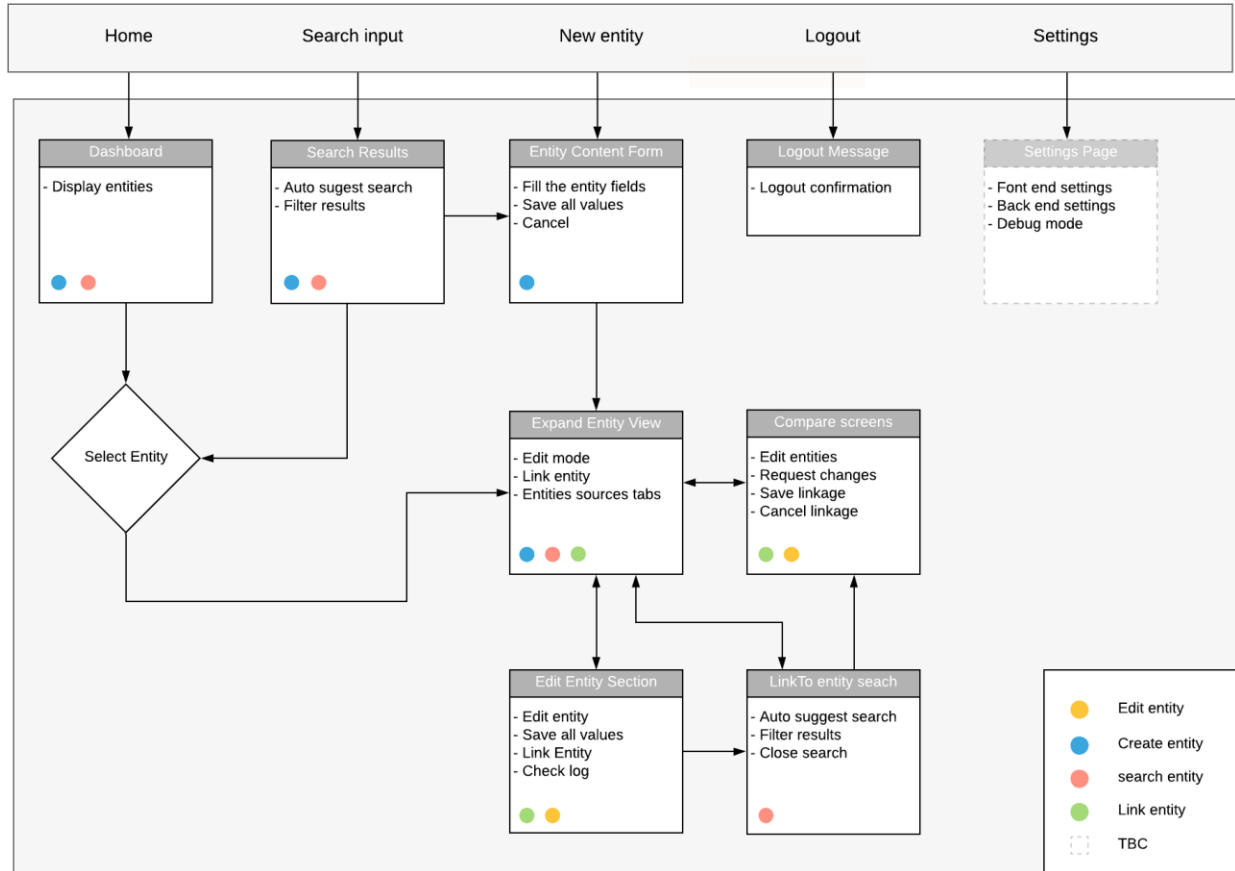 Home
Search input
New entity
Logout
Settings
Dashboard
- Display entities
Search Results
- Auto sugest search
- Filter results
Entity Content Form
- Fill the entity fields
- Save all values
- Cancel
Logout Message
- Logout confirmation
Settings Page
- Font end settings
- Back end settings
- Debug mode
Select Entity
Expand Entity View
- Edit mode
- Link entity
- Entities sources tabs
Compare screens
- Edit entities
- Request changes
- Save linkage
- Cancel linkage
Edit Entity Section
- Edit entity
- Save all values
- Link Entity
- Check log
LinkTo entity seach
- Auto suggest search
- Filter results
- Close search
Edit entity
Create entity
search entity
Link entity
TBC